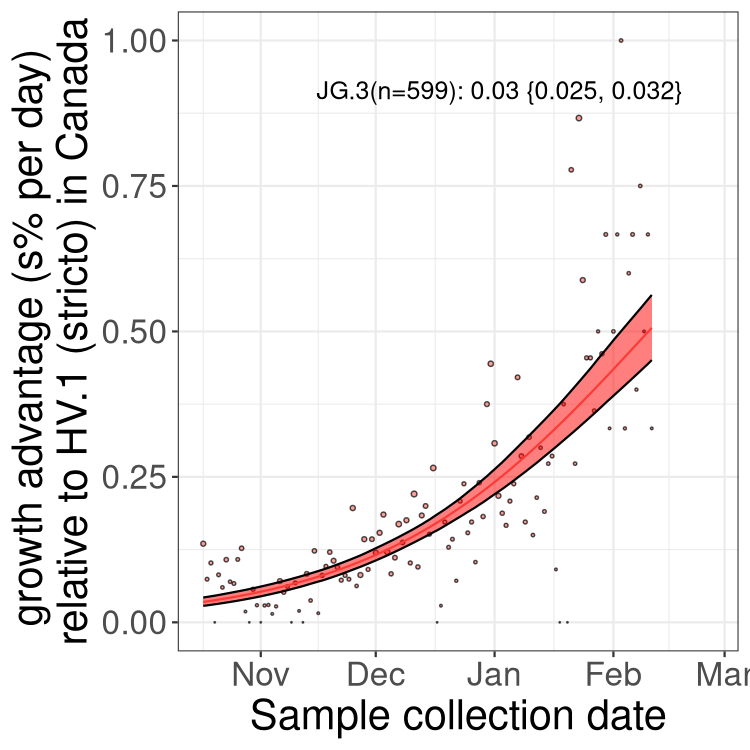 growth advantage (s% per day)
relative to HV.1 (stricto) in Canada
1.00
0.75
0.50
0.25
0.00
JG.3(n=599): 0.03 {0.025, 0.032}
Nov Dec Jan Feb Mar
Sample collection date